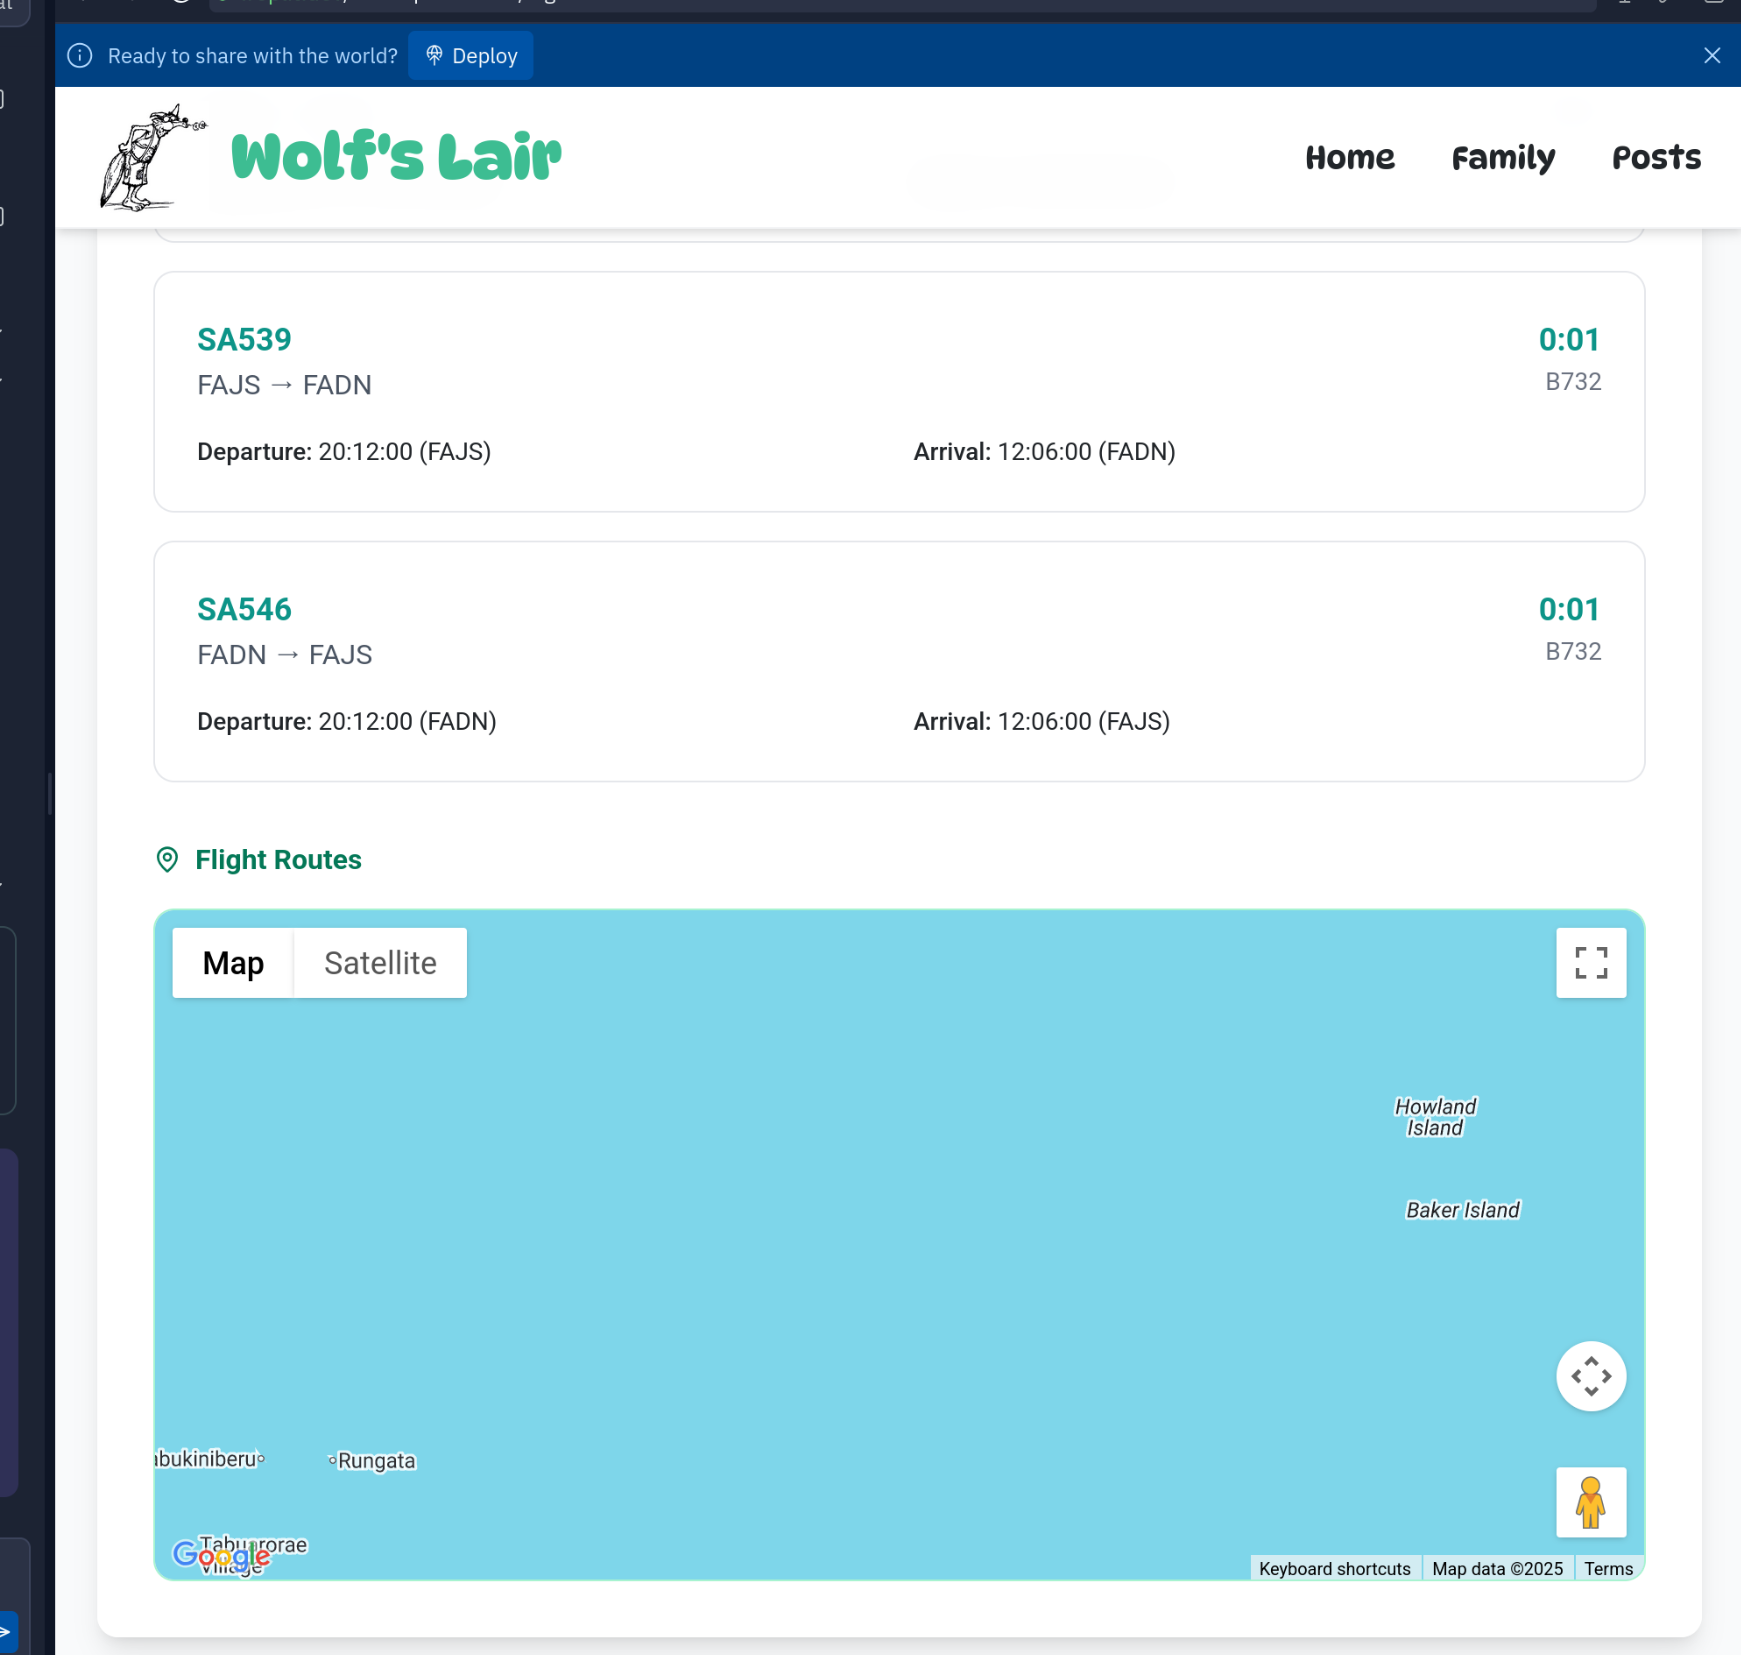 Ready to share with the world? Deploy
Wolf's Lair
Home Family Posts
SA539
0:01
FAJS → FADN
B732
Departure: 20:12:00 (FAJS)
Arrival: 12:06:00 (FADN)
SA546
0:01
FADN → FAJS
B732
Departure: 20:12:00 (FADN)
Arrival: 12:06:00 (FAJS)
Flight Routes
Map Satellite
Howland
Island
Baker Island
abukiniberu
Rungata
Tabuarorae
Village
Google
Keyboard shortcuts Map data ©2025 Terms